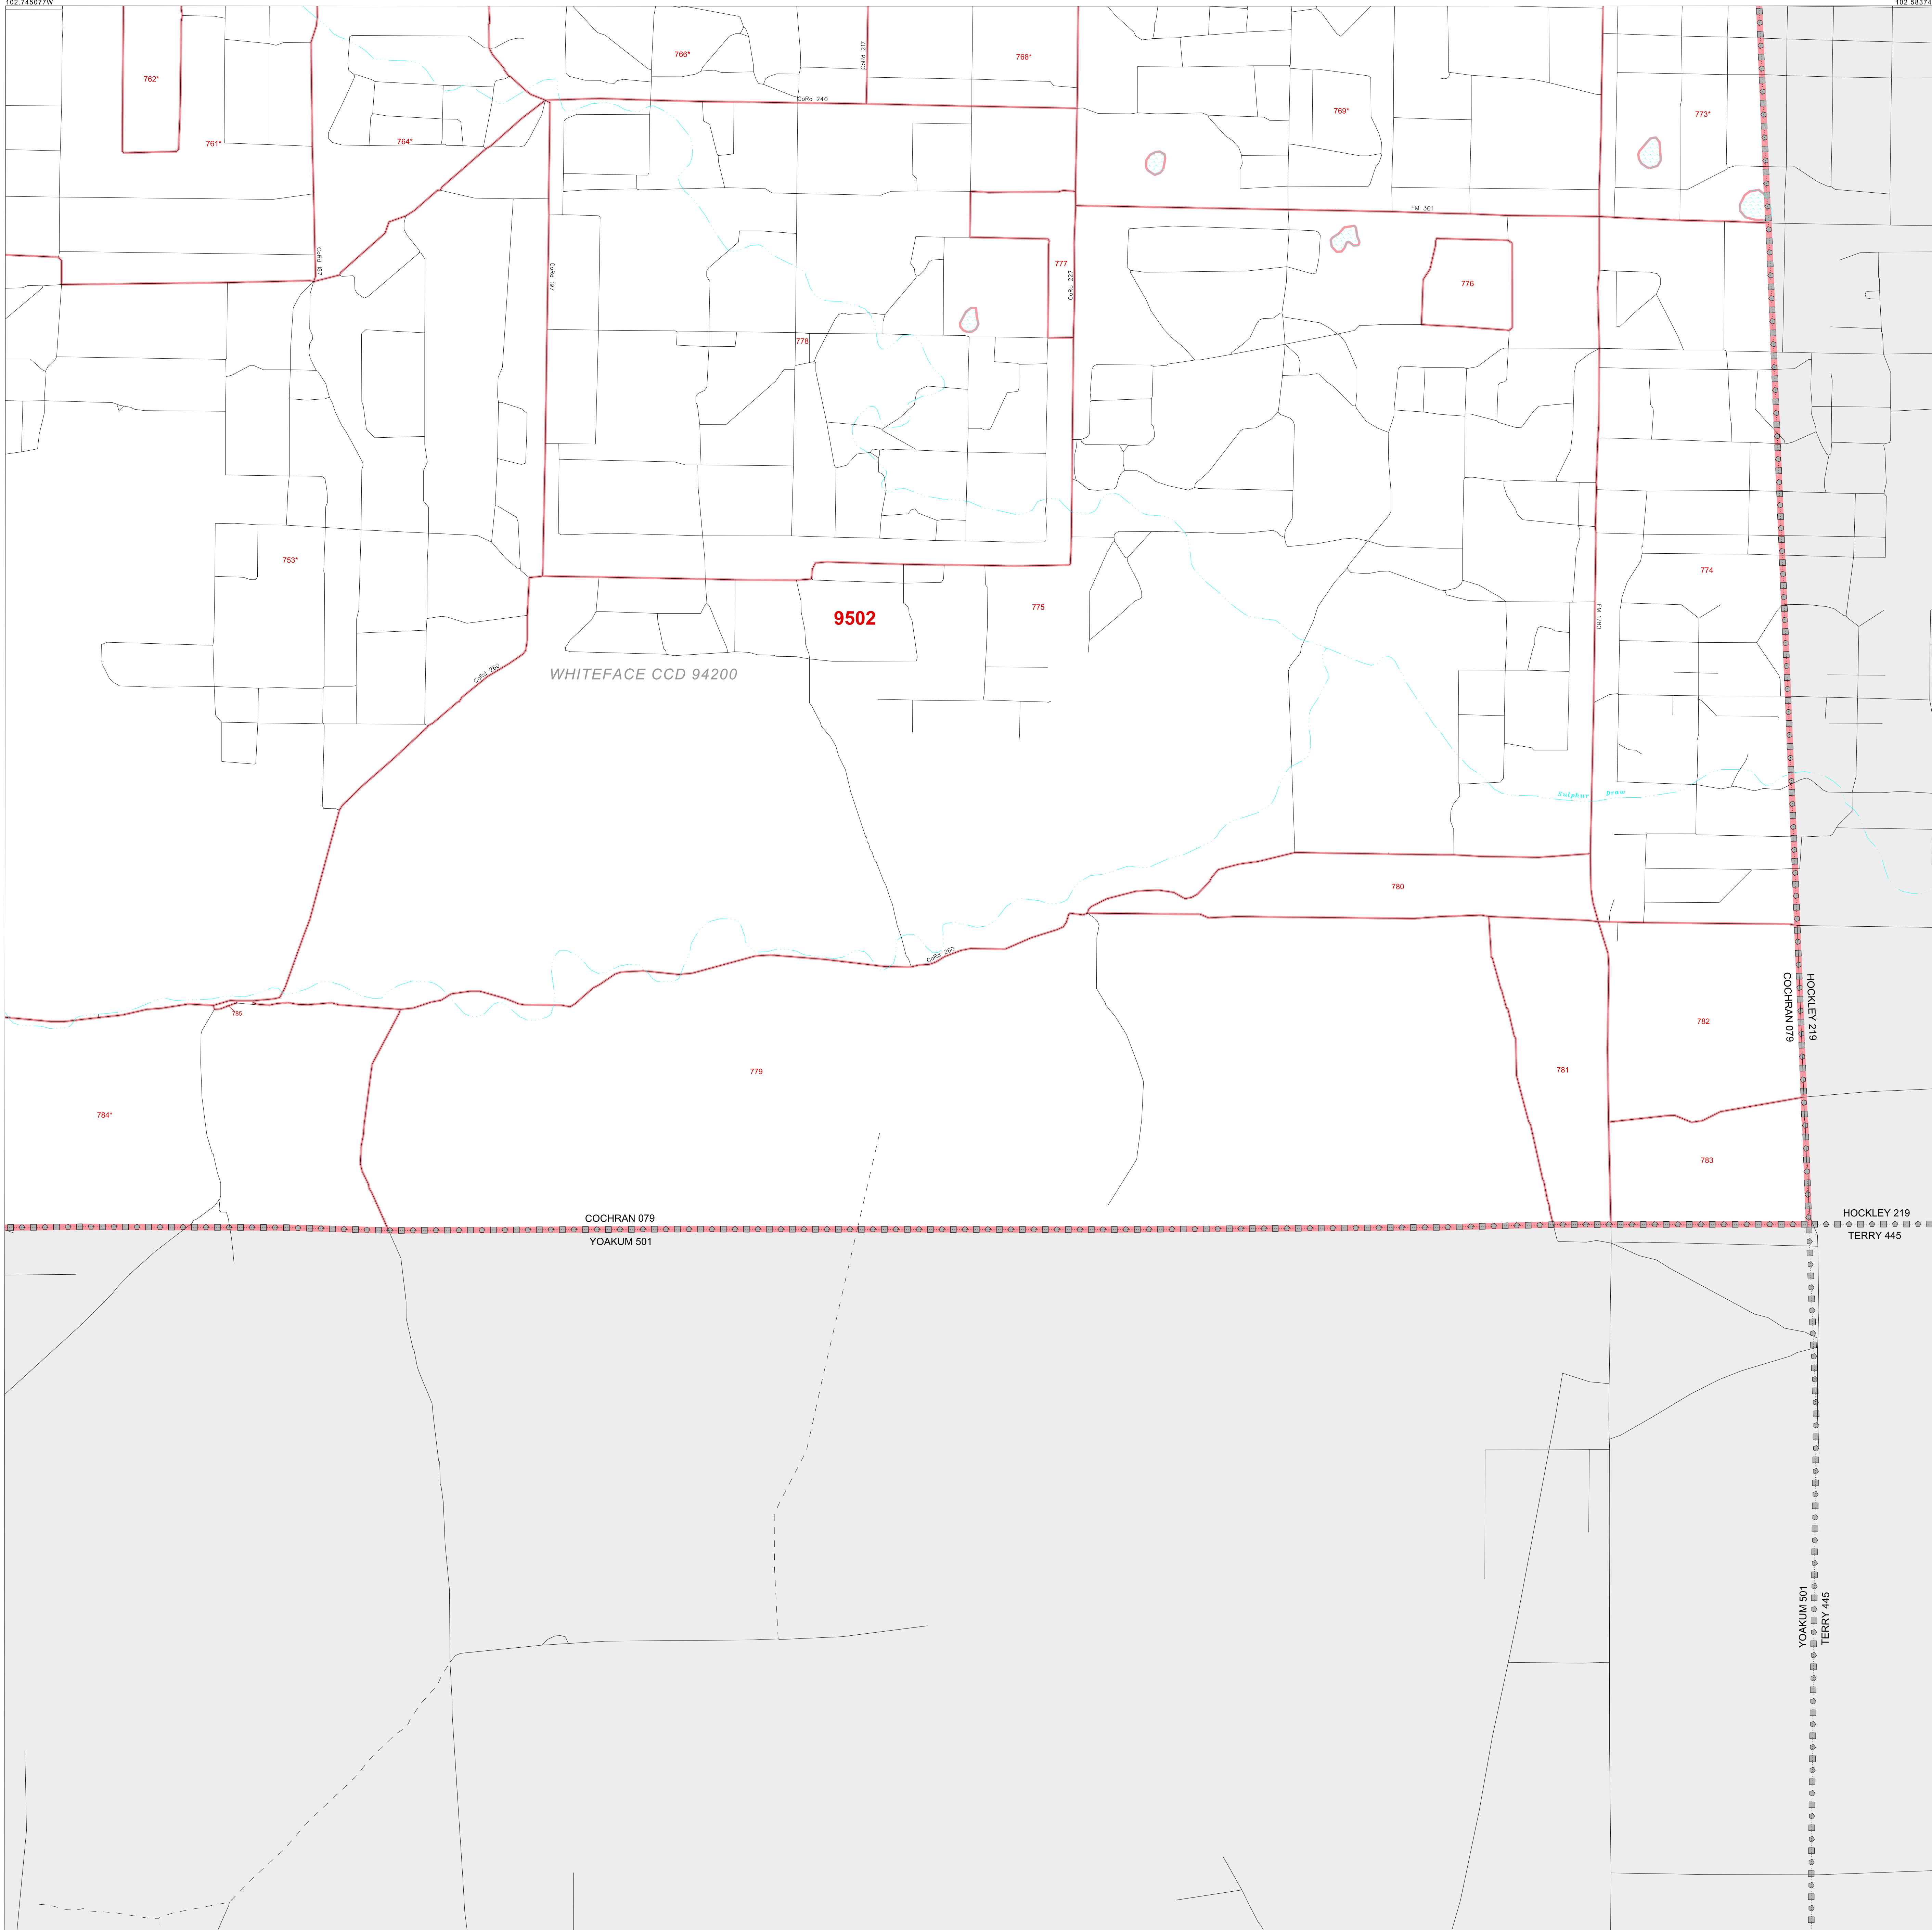 102.745077W
102.58374
762*
766*
CoRd 217
768*
CoRd 240
769*
773*
761*
764*
FM 301
CoRd 187
CoRd 197
777
CoRd 227
776
778
753*
774
775
9502
FM 1780
WHITEFACE CCD 94200
CoRd 260
780
CoRd 260
COCHRAN 079
HOCKLEY 219
785
782
779
781
784*
783
COCHRAN 079
YOAKUM 501
HOCKLEY 219
TERRY 445
YOAKUM 501
TERRY 445